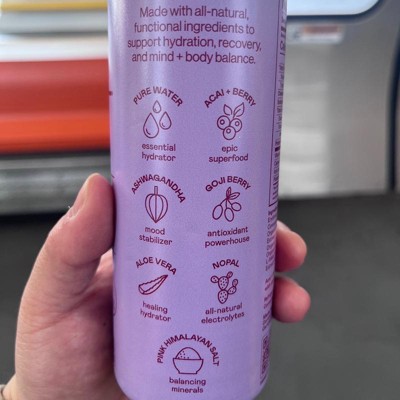 Made with all-natural,
functional ingredients to
support hydration, recovery,
and mind + body balance.
PURE WATER
essential
hydrator
ACAI + BERRY
epic
superfood
ASHWAGANDHA
mood
stabilizer
GOJI BERRY
antioxidant
powerhouse
ALOE VERA
healing
hydrator
NOPAL
all-natural
electrolytes
PINK HIMALAYAN SALT
balancing
minerals